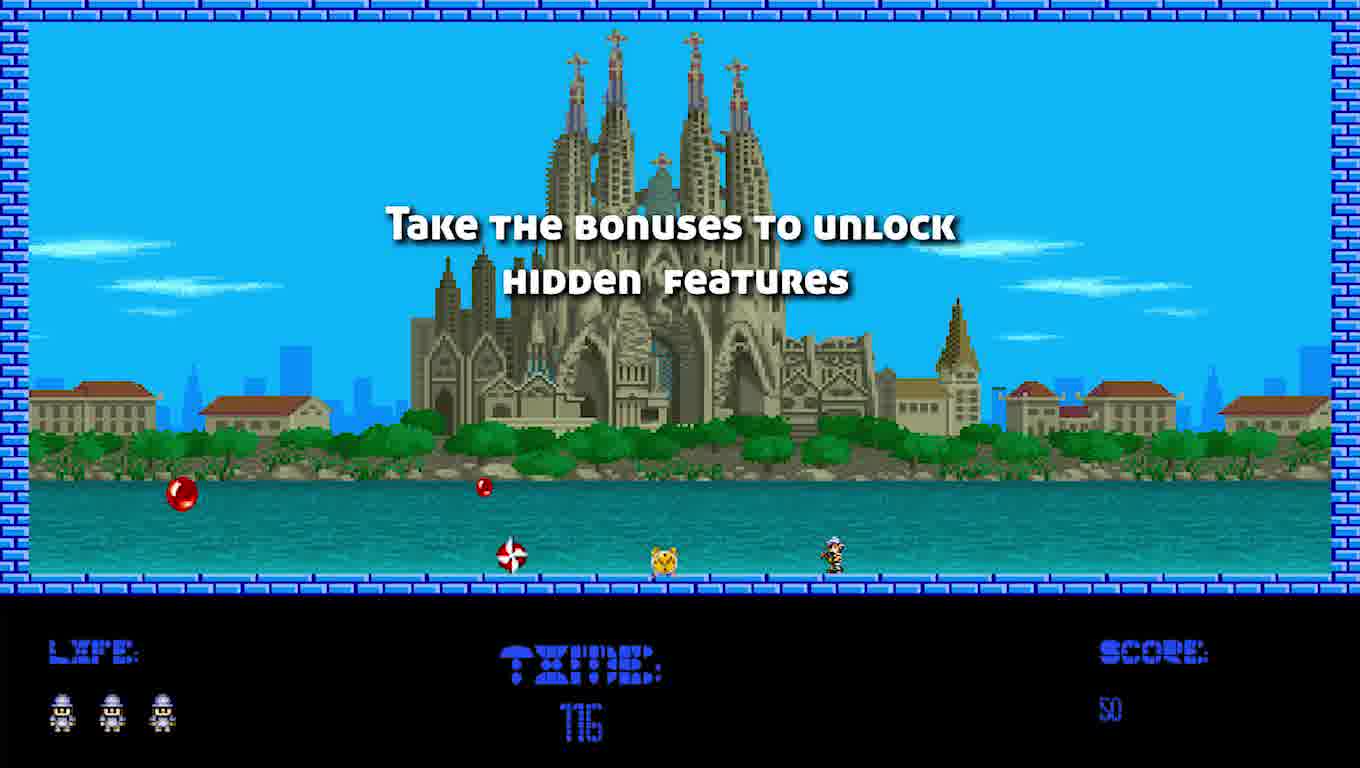 Take the bonuses to unlock
hidden features
LIFE:
TIME:
SCORE:
116
50